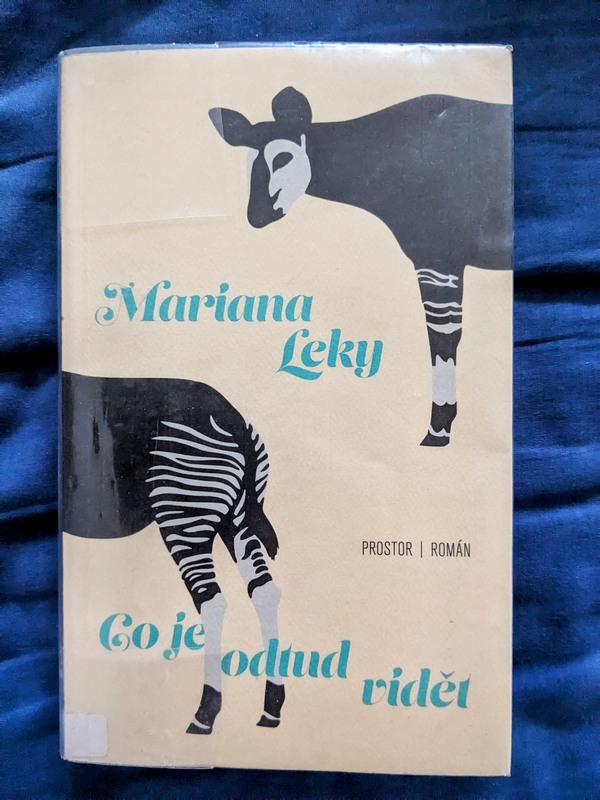 Mariana
Leky
PROSTOR | ROMÁN
Co je
odtud
vidět